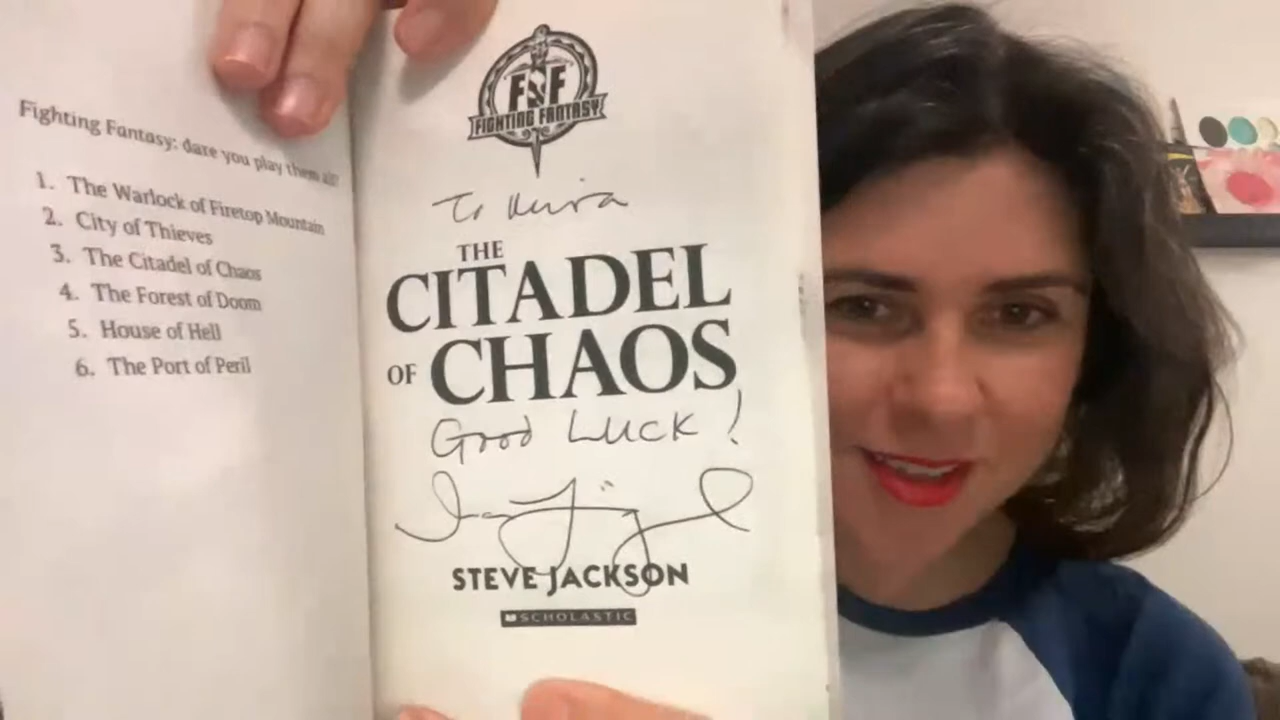 Fighting Fantasy: dare you play them all?
1. The Warlock of Firetop Mountain
2. City of Thieves
3. The Citadel of Chaos
4. The Forest of Doom
5. House of Hell
6. The Port of Peril
FF
FIGHTING FANTASY
To
THE
CITADEL
OF CHAOS
Good Luck!
STEVE JACKSON
SCHOLASTIC